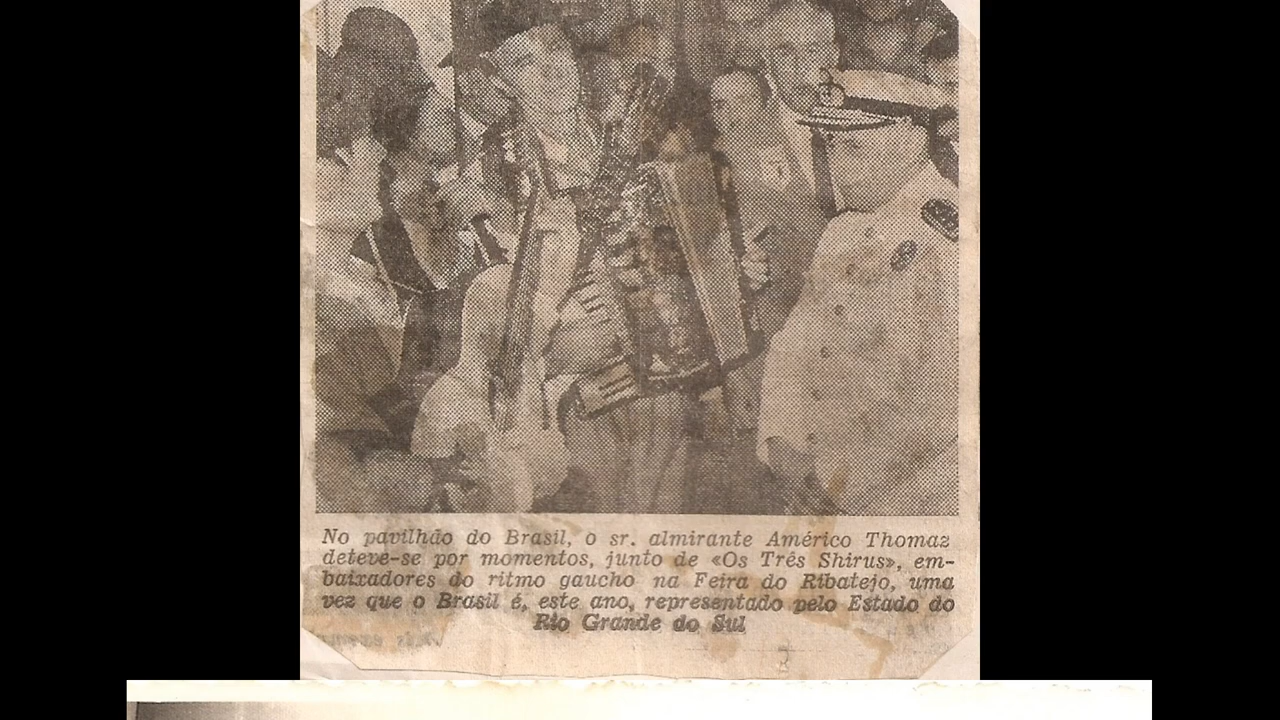 No pavilhão do Brasil, o sr. almirante Américo Thomaz
deteve-se por momentos, junto de «Os Três Shirus», em-
baixadores do ritmo gaucho na Feira do Ribatejo, uma
vez que o Brasil é, este ano, representado pelo Estado do
Rio Grande do Sul